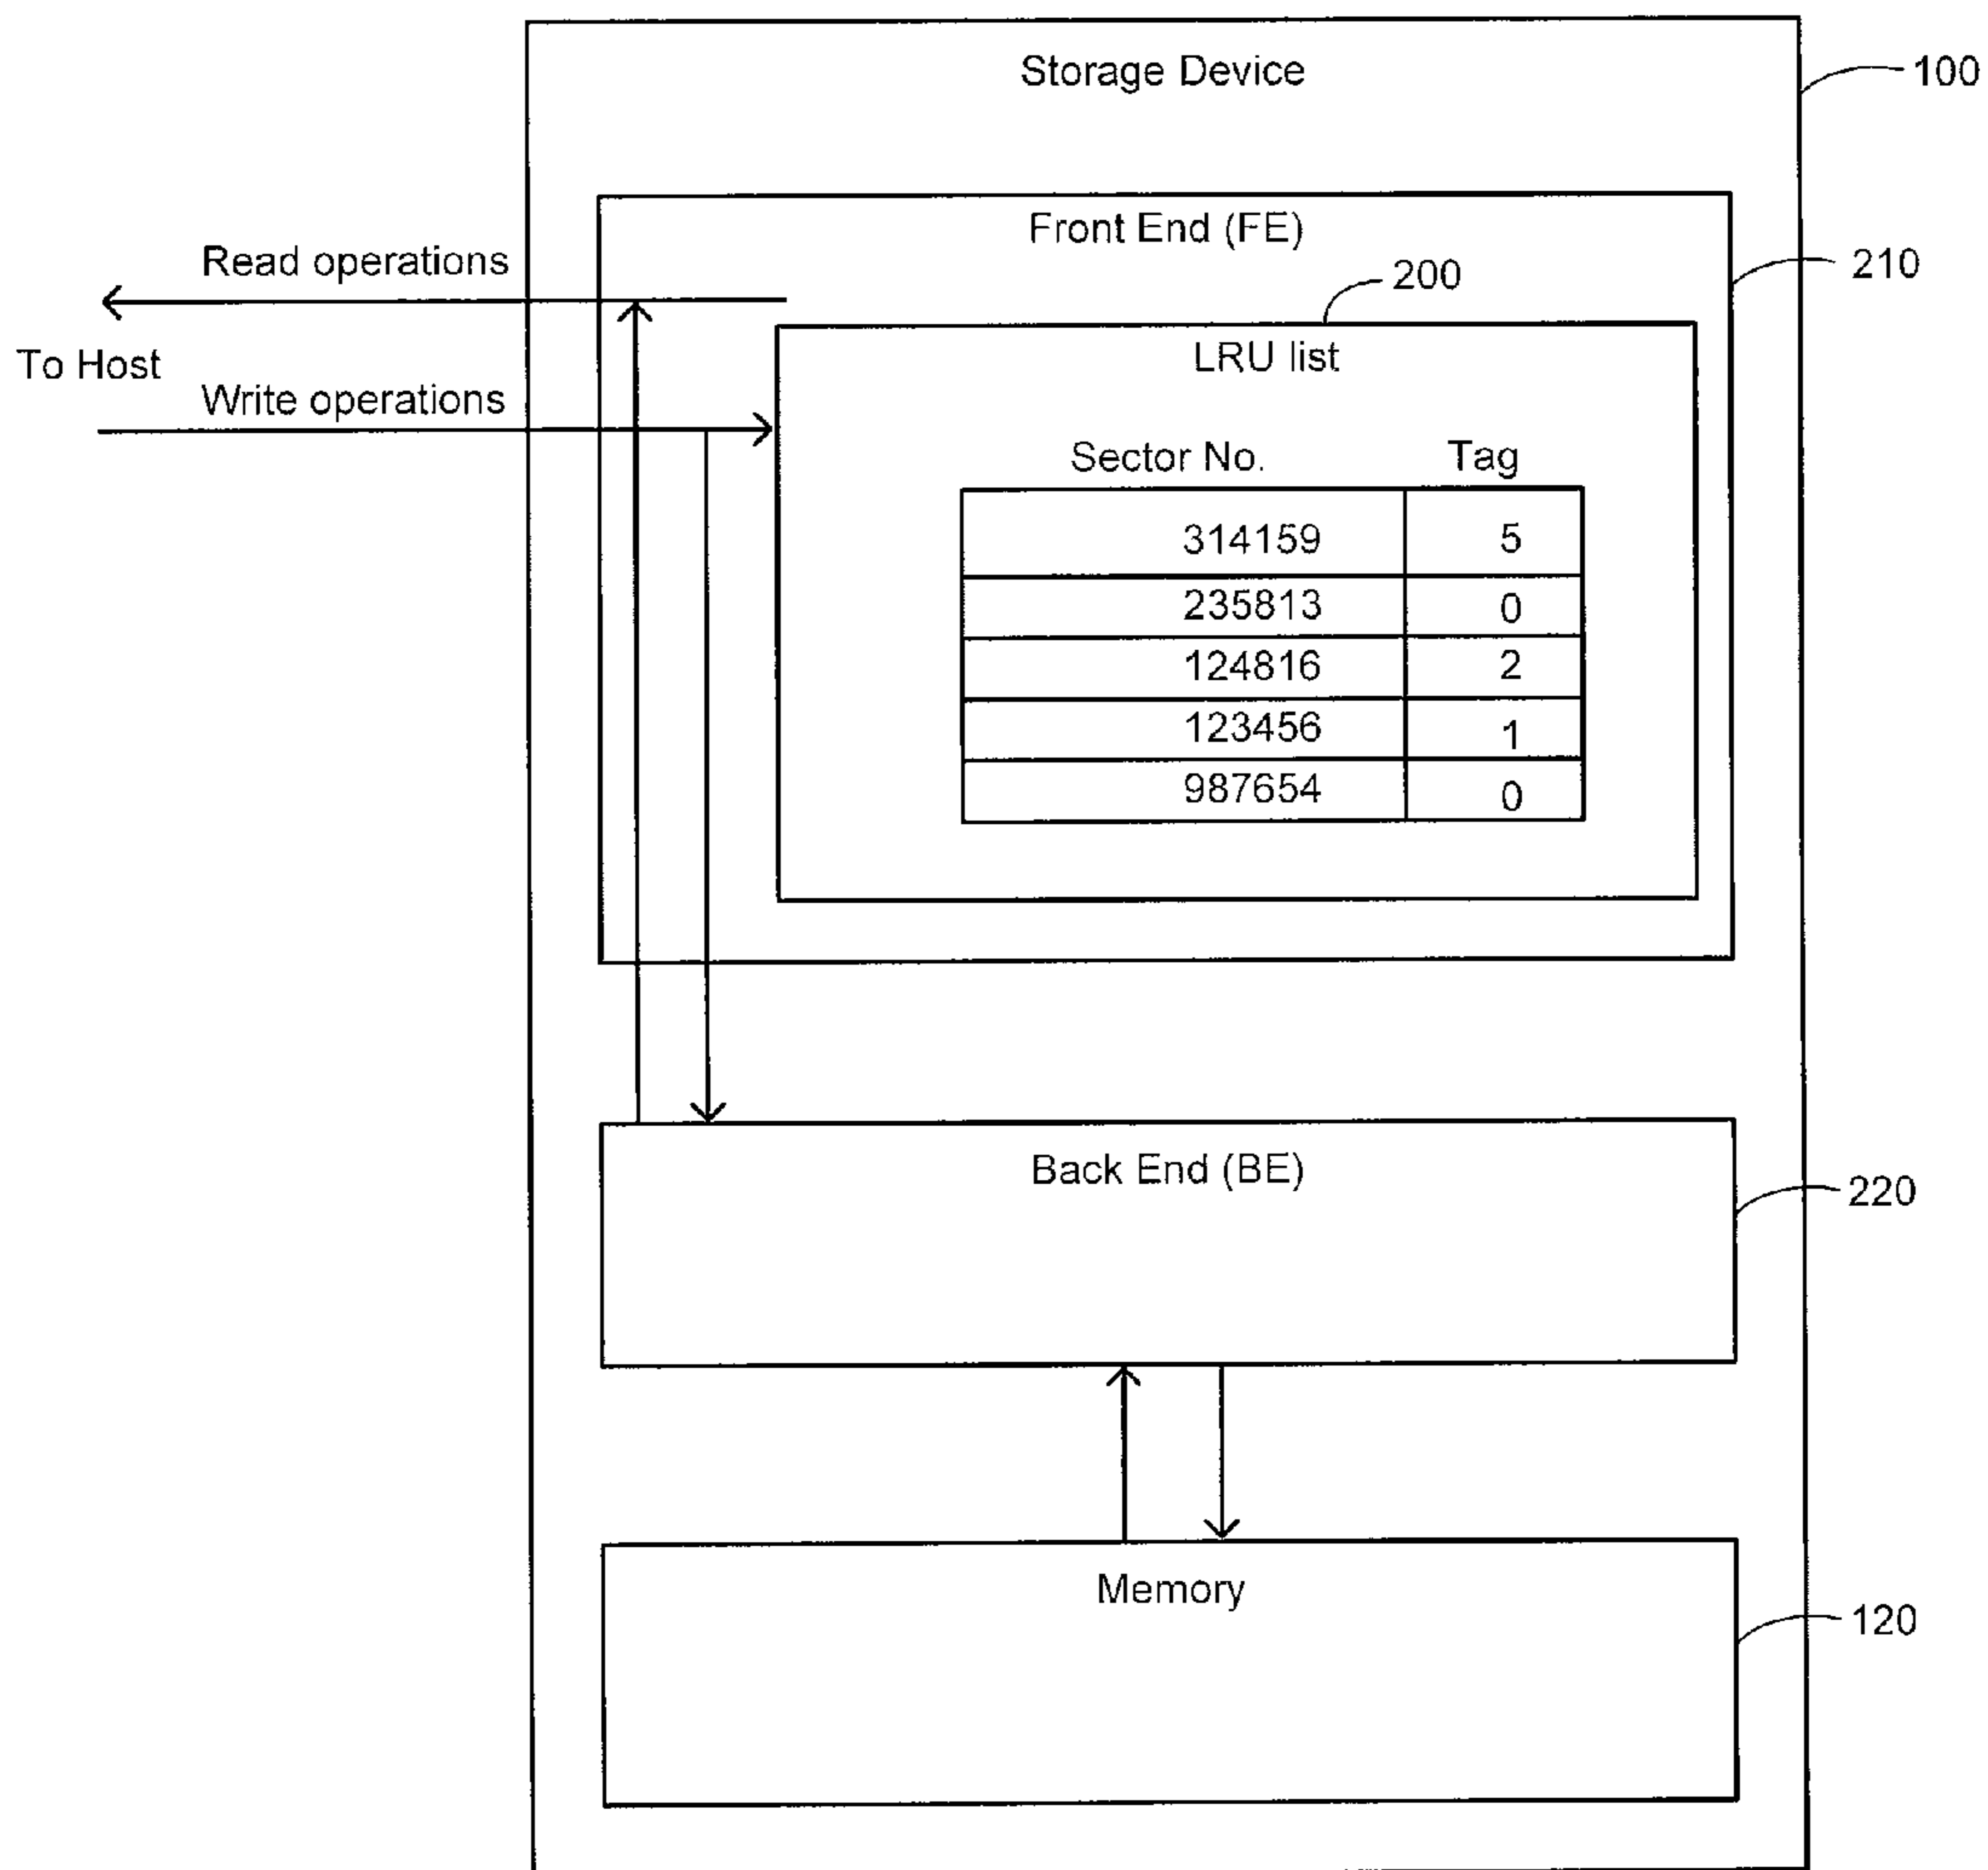 Storage Device
100
Front End (FE)
Read operations
210
200
To Host
LRU list
Write operations
Sector No. Tag
314159 5
235813 0
124816 2
123456 1
987654 0
Back End (BE)
220
Memory
120